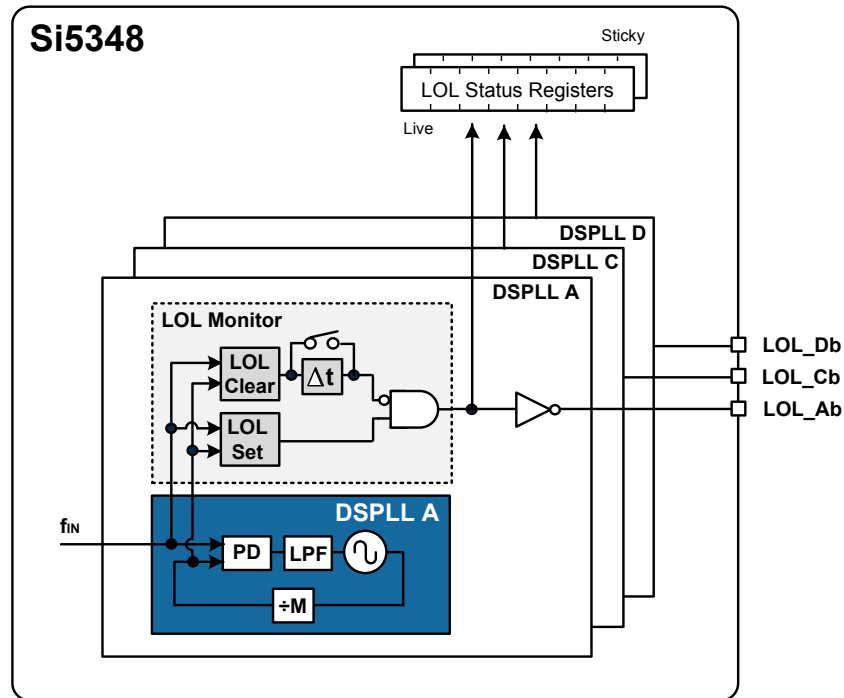 Si5348
Sticky
LOL Status Registers
Live
DSPLL D
DSPLL C
DSPLL A
LOL Monitor
LOL
Clear
Δt
LOL
Set
LOL_Db
LOL_Cb
LOL_Ab
DSPLL A
fIN
PD
LPF
÷M